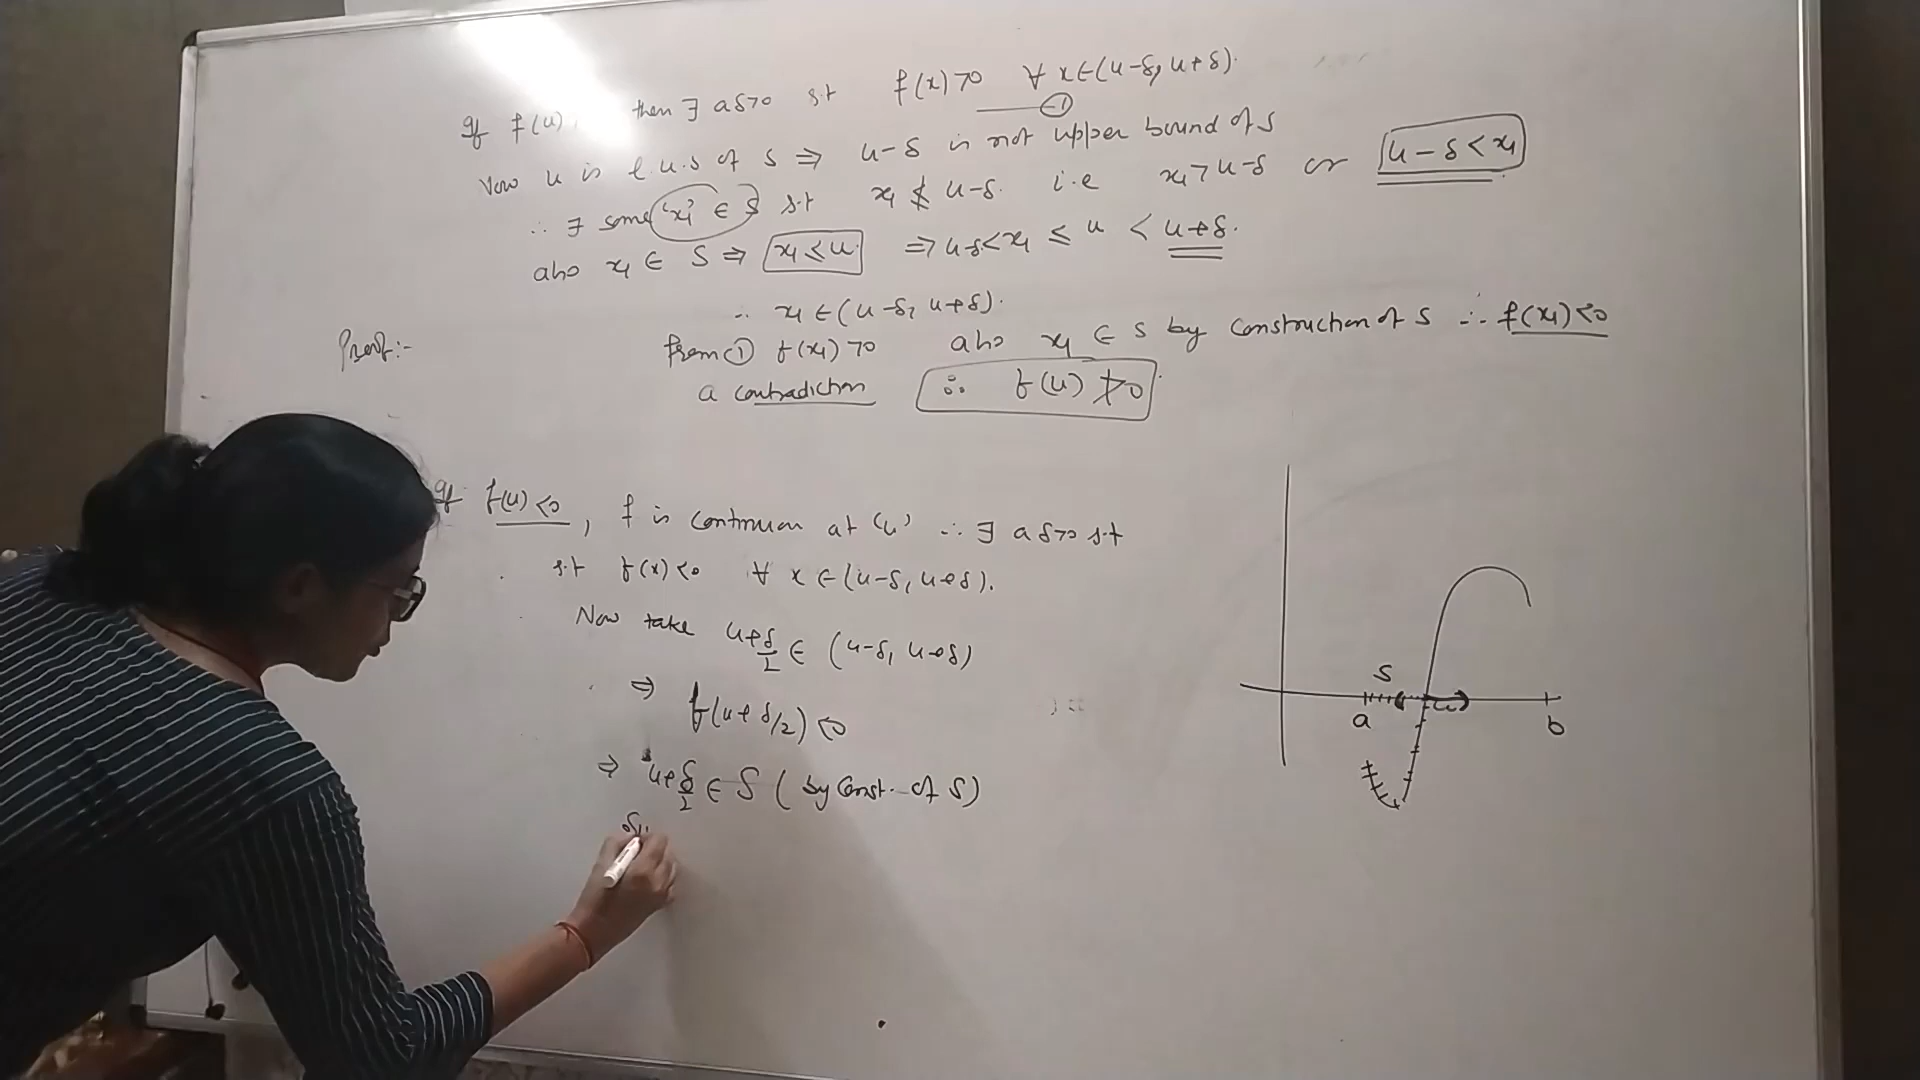 If f(u) then ∃ a δ>0 s.t f(x)>0 ∀ x∈(u-δ, u+δ).
①
Now u is l.u.b of S ⇒ u-δ is not upper bound of S
∴ ∃ some 'x₁' ∈ S s.t x₁ ≰ u-δ. i.e x₁>u-δ or u-δ<x₁
also x₁ ∈ S ⇒ x₁≤u ⇒ u-δ<x₁ ≤ u < u+δ.
∴ x₁ ∈ (u-δ, u+δ).
Proof:- from ① f(x₁)>0 also x₁ ∈ S by construction of S ∴ f(x₁)<0
a contradiction ∴ f(u) ≯0
If f(u)<0, f is continuous at 'u' ∴ ∃ a δ>0 s.t
s.t f(x)<0 ∀ x ∈ (u-δ, u+δ).
Now take u+δ/2 ∈ (u-δ, u+δ)
⇒ f(u+δ/2)<0
⇒ u+δ/2 ∈ S (by const. of S)
S
a u b